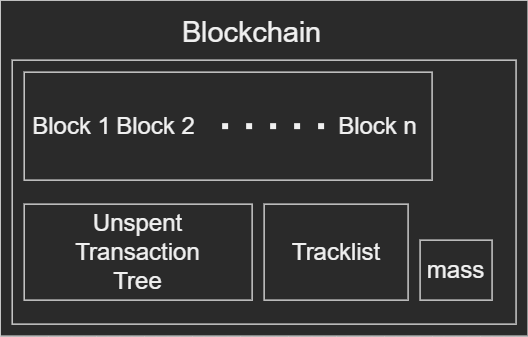 Blockchain
Block 1 Block 2 . . . . . Block n
Unspent
Transaction
Tree
Tracklist
mass